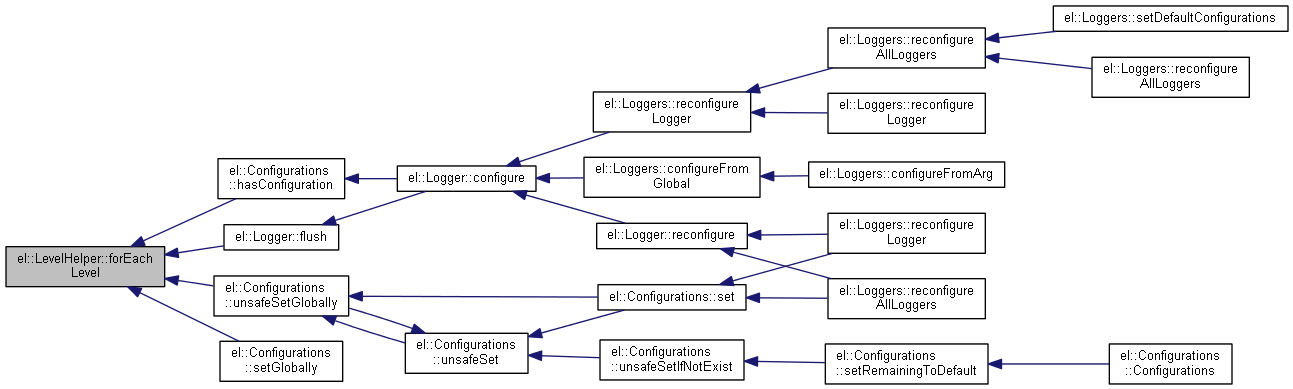 el::Loggers::setDefaultConfigurations
el::Loggers::reconfigure
AllLoggers
el::Loggers::reconfigure
AllLoggers
el::Loggers::reconfigure
Logger
el::Loggers::reconfigure
Logger
el::Configurations
::hasConfiguration
el::Logger::configure
el::Loggers::configureFrom
Global
el::Loggers::configureFromArg
el::Logger::flush
el::Logger::reconfigure
el::Loggers::reconfigure
Logger
el::LevelHelper::forEach
Level
el::Configurations
::unsafeSetGlobally
el::Configurations::set
el::Loggers::reconfigure
AllLoggers
el::Configurations
::setGlobally
el::Configurations
::unsafeSet
el::Configurations
::unsafeSetIfNotExist
el::Configurations
::setRemainingToDefault
el::Configurations
::Configurations